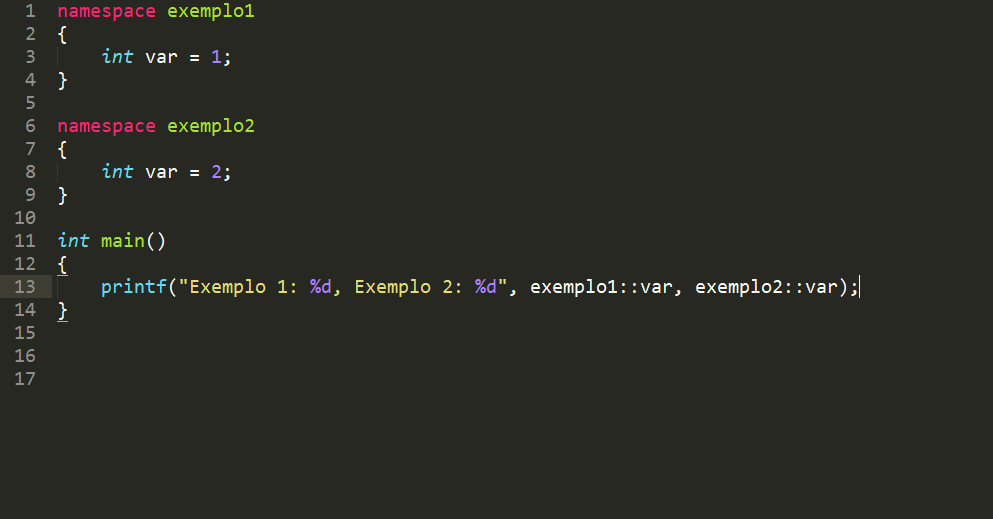 1 namespace exemplo1
2 {
3     int var = 1;
4 }
5
6 namespace exemplo2
7 {
8     int var = 2;
9 }
10
11 int main()
12 {
13     printf("Exemplo 1: %d, Exemplo 2: %d", exemplo1::var, exemplo2::var);
14 }
15
16
17